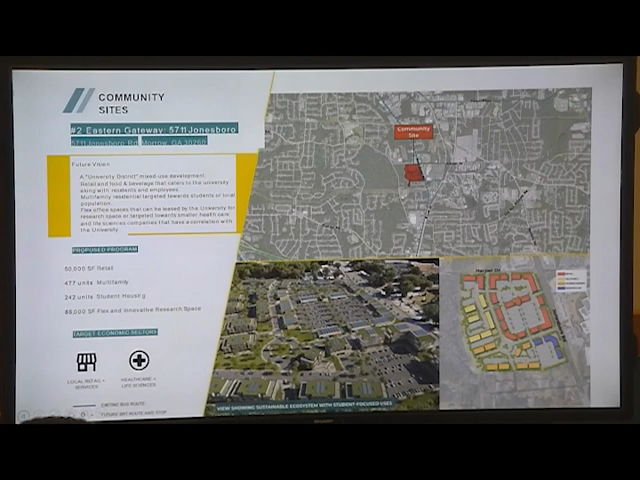 COMMUNITY
SITES
#2 Eastern Gateway: 5711 Jonesboro
5711 Jonesboro Rd, Morrow, GA 30260
Future Vision
A "University District" mixed-use development.
Retail and food & beverage that caters to the university
along with residents and employees.
Multifamily residential targeted towards students or local
population.
Flex office spaces that can be leased by the University for
research space or targeted towards smaller health care
and life sciences companies that have a correlation with
the University
PROPOSED PROGRAM
50,000 SF Retail
477 units Multifamily
242 units Student Housing
88,000 SF Flex and Innovative Research Space
TARGET ECONOMIC SECTORS
LOCAL RETAIL +
SERVICES
HEALTHCARE +
LIFE SCIENCES
EXISTING BUS ROUTE
FUTURE BRT ROUTE AND STOP
Community
Site
VIEW SHOWING SUSTAINABLE ECOSYSTEM WITH STUDENT FOCUSED USES
Harper Dr